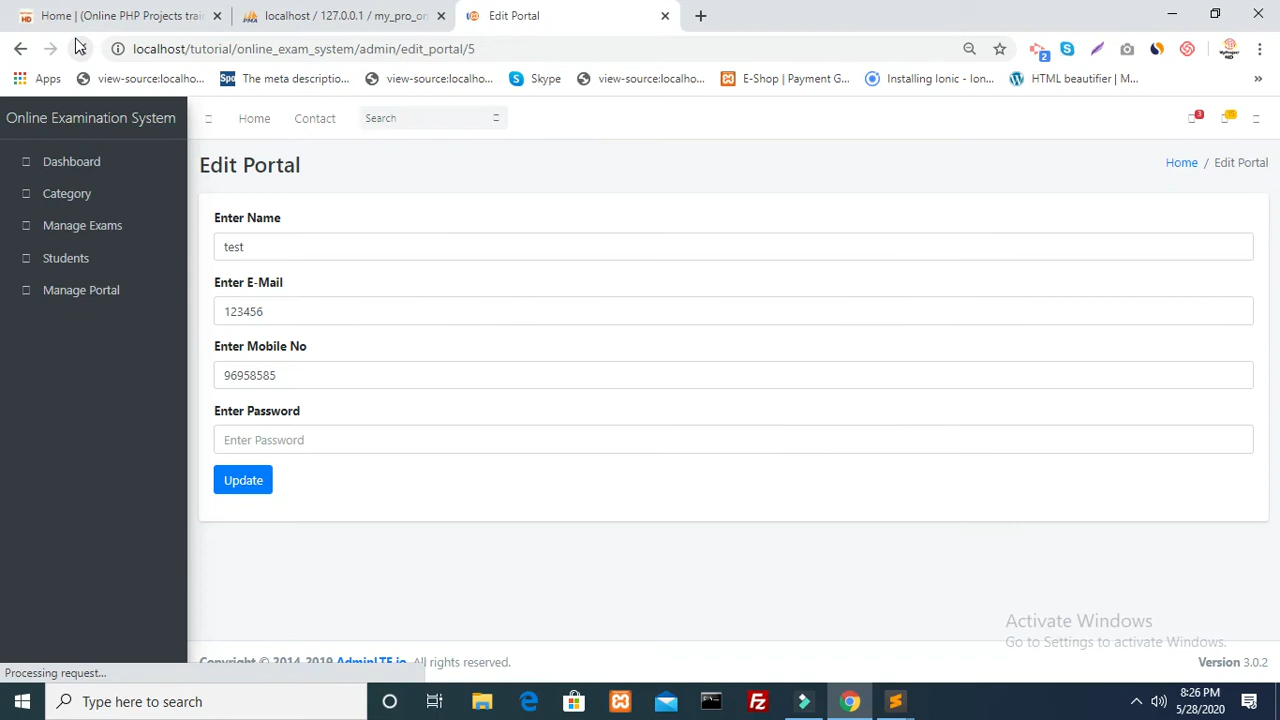 Home | (Online PHP Projects train
localhost / 127.0.0.1 / my_pro_on
Edit Portal
localhost/tutorial/online_exam_system/admin/edit_portal/5
2
Apps
view-source:localho...
Spo
The meta descriptio...
view-source:localho...
Skype
view-source:localho...
E-Shop | Payment G...
Installing Ionic - Ion...
HTML beautifier | M...
»
Online Examination System
Home
Contact
Search
3
15
Dashboard
Category
Manage Exams
Students
Manage Portal
Edit Portal
Home / Edit Portal
Enter Name
test
Enter E-Mail
123456
Enter Mobile No
96958585
Enter Password
Enter Password
Update
Activate Windows
Go to Settings to activate Windows.
Copyright © 2014-2019 AdminLTE.io. All rights reserved.
Version 3.0.2
Processing request...
Type here to search
8:26 PM
5/28/2020